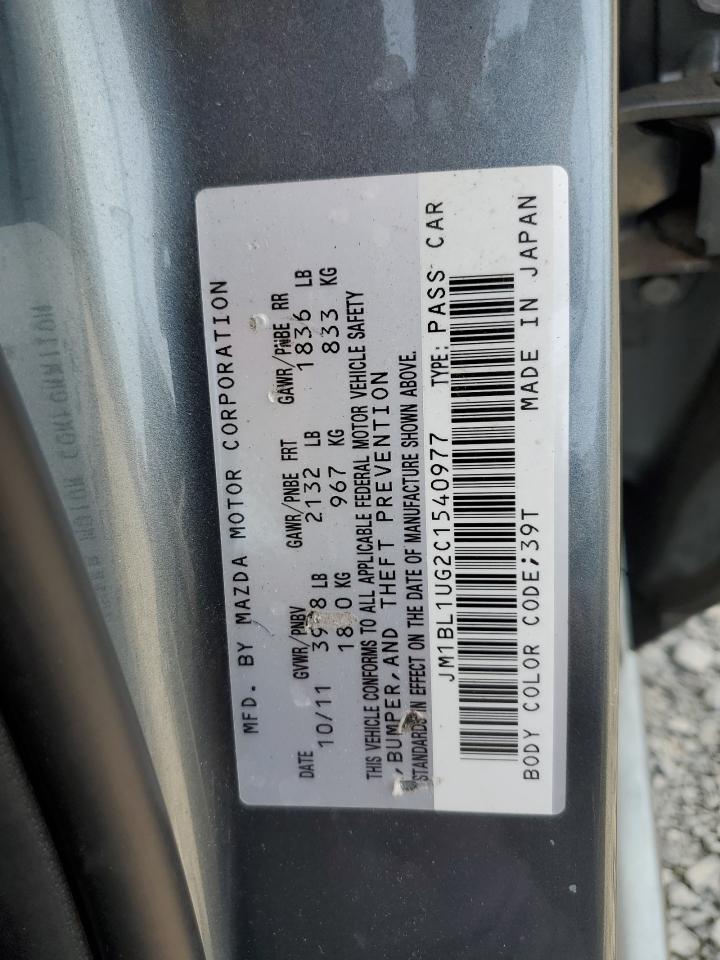 MFD. BY MAZDA MOTOR CORPORATION
DATE GVWR/PNBV GAWR/PNBE FRT GAWR/PNBE RR
10/11 LB 2132 LB 1836 LB
KG 967 KG 833 KG
THIS VEHICLE CONFORMS TO ALL APPLICABLE FEDERAL MOTOR VEHICLE SAFETY
,BUMPER,AND THEFT PREVENTION
STANDARDS IN EFFECT ON THE DATE OF MANUFACTURE SHOWN ABOVE.
JM1BL1UG2C1540977 TYPE: PASS CAR
BODY COLOR CODE;39T MADE IN JAPAN